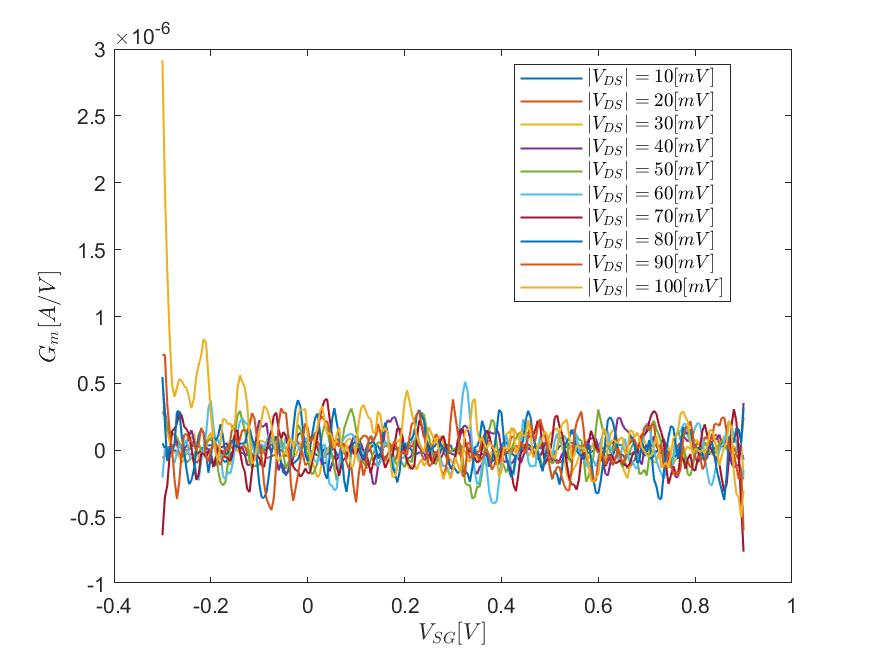 ×10-6
3
2.5
2
1.5
1
0.5
0
-0.5
-1
-0.4
-0.2
0
0.2
0.4
0.6
0.8
1
G_m[A/V]
V_SG[V]
|V_DS| = 10[mV]
|V_DS| = 20[mV]
|V_DS| = 30[mV]
|V_DS| = 40[mV]
|V_DS| = 50[mV]
|V_DS| = 60[mV]
|V_DS| = 70[mV]
|V_DS| = 80[mV]
|V_DS| = 90[mV]
|V_DS| = 100[mV]